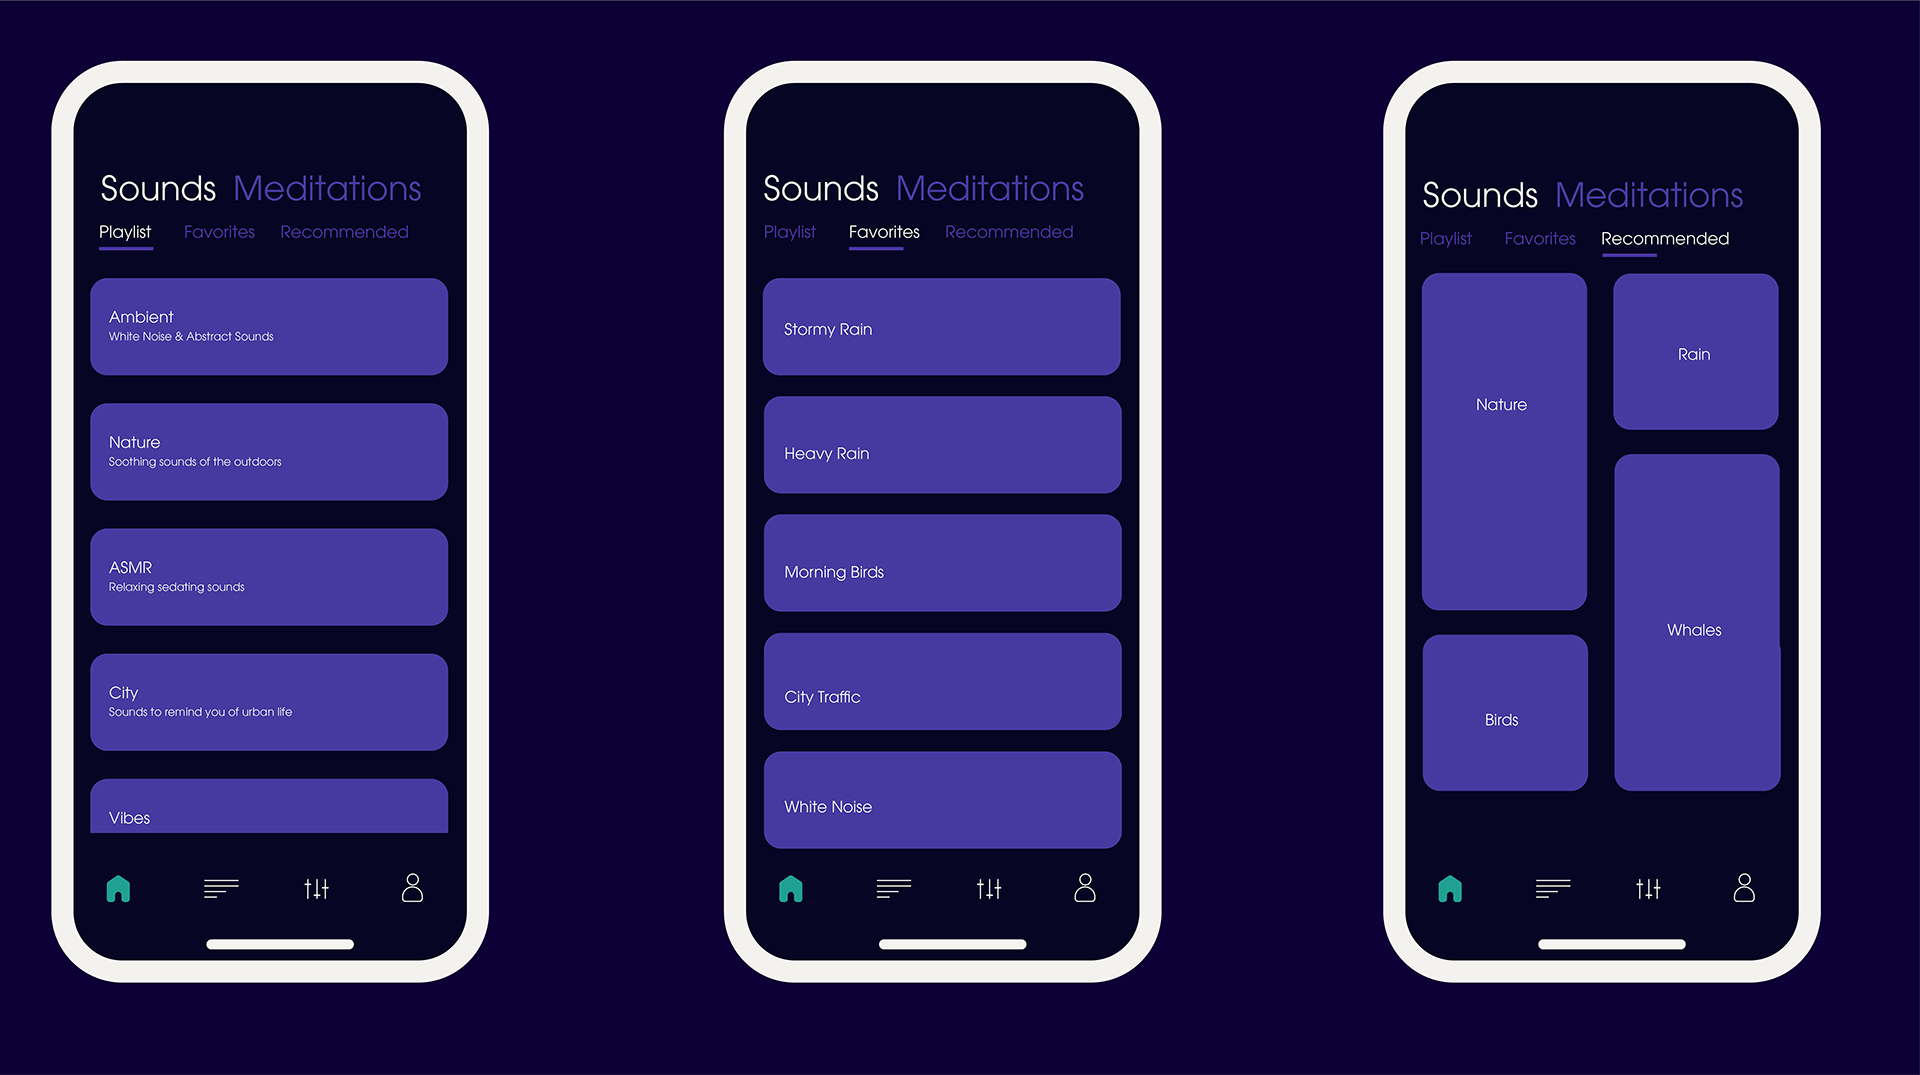 Sounds Meditations
Playlist Favorites Recommended
Ambient
White Noise & Abstract Sounds
Nature
Soothing sounds of the outdoors
ASMR
Relaxing sedating sounds
City
Sounds to remind you of urban life
Vibes
Sounds Meditations
Playlist Favorites Recommended
Stormy Rain
Heavy Rain
Morning Birds
City Traffic
White Noise
Sounds Meditations
Playlist Favorites Recommended
Nature
Rain
Birds
Whales